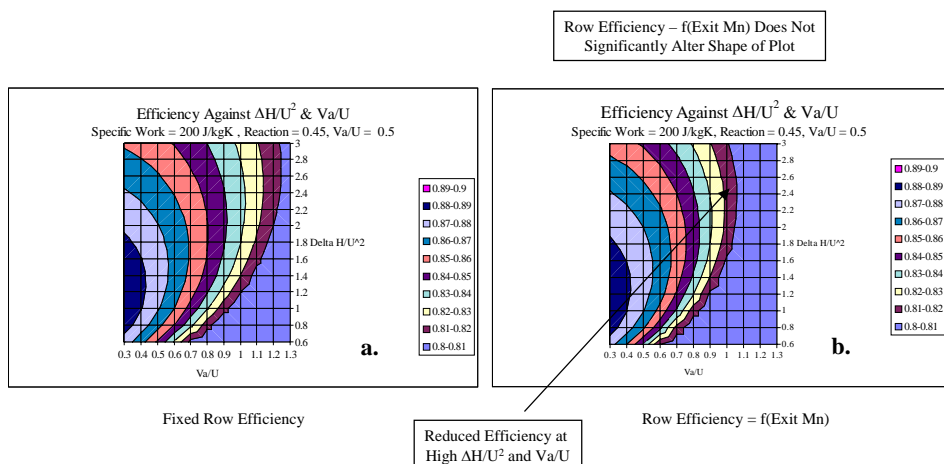 Row Efficiency – f(Exit Mn) Does Not
Significantly Alter Shape of Plot
Efficiency Against ΔH/U² & Va/U
Specific Work = 200 J/kgK , Reaction = 0.45, Va/U = 0.5
3
2.8
2.6
2.4
2.2
2
1.8 Delta H/U^2
1.6
1.4
1.2
1
0.8
0.6
0.3 0.4 0.5 0.6 0.7 0.8 0.9 1 1.1 1.2 1.3
Va/U
a.
0.89-0.9
0.88-0.89
0.87-0.88
0.86-0.87
0.85-0.86
0.84-0.85
0.83-0.84
0.82-0.83
0.81-0.82
0.8-0.81
Fixed Row Efficiency
Efficiency Against ΔH/U² & Va/U
Specific Work = 200 J/kgK , Reaction = 0.45, Va/U = 0.5
3
2.8
2.6
2.4
2.2
2
1.8 Delta H/U^2
1.6
1.4
1.2
1
0.8
0.6
0.3 0.4 0.5 0.6 0.7 0.8 0.9 1 1.1 1.2 1.3
Va/U
b.
0.89-0.9
0.88-0.89
0.87-0.88
0.86-0.87
0.85-0.86
0.84-0.85
0.83-0.84
0.82-0.83
0.81-0.82
0.8-0.81
Row Efficiency = f(Exit Mn)
Reduced Efficiency at
High ΔH/U² and Va/U